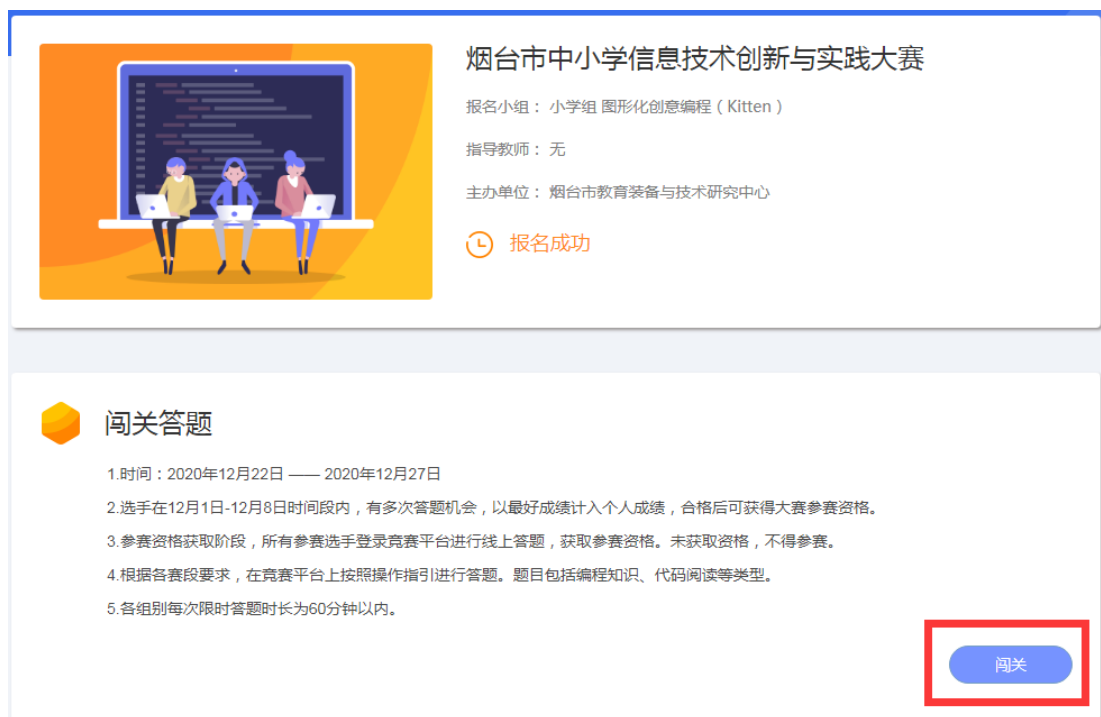 烟台市中小学信息技术创新与实践大赛
报名小组： 小学组 图形化创意编程（Kitten）
指导教师： 无
主办单位： 烟台市教育装备与技术研究中心
报名成功
闯关答题
1.时间：2020年12月22日 —— 2020年12月27日
2.选手在12月1日-12月8日时间段内，有多次答题机会，以最好成绩计入个人成绩，合格后可获得大赛参赛资格。
3.参赛资格获取阶段，所有参赛选手登录竞赛平台进行线上答题，获取参赛资格。未获取资格，不得参赛。
4.根据各赛段要求，在竞赛平台上按照操作指引进行答题。题目包括编程知识、代码阅读等类型。
5.各组别每次限时答题时长为60分钟以内。
闯关